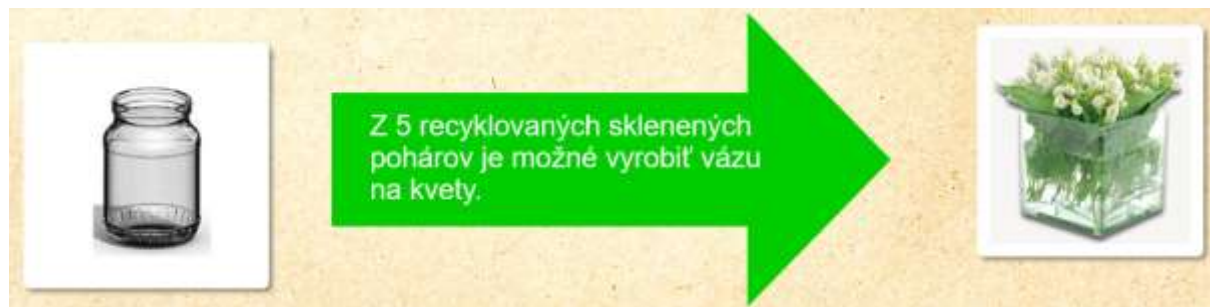 Z 5 recyklovaných sklenených
pohárov je možné vyrobiť vázu
na kvety.